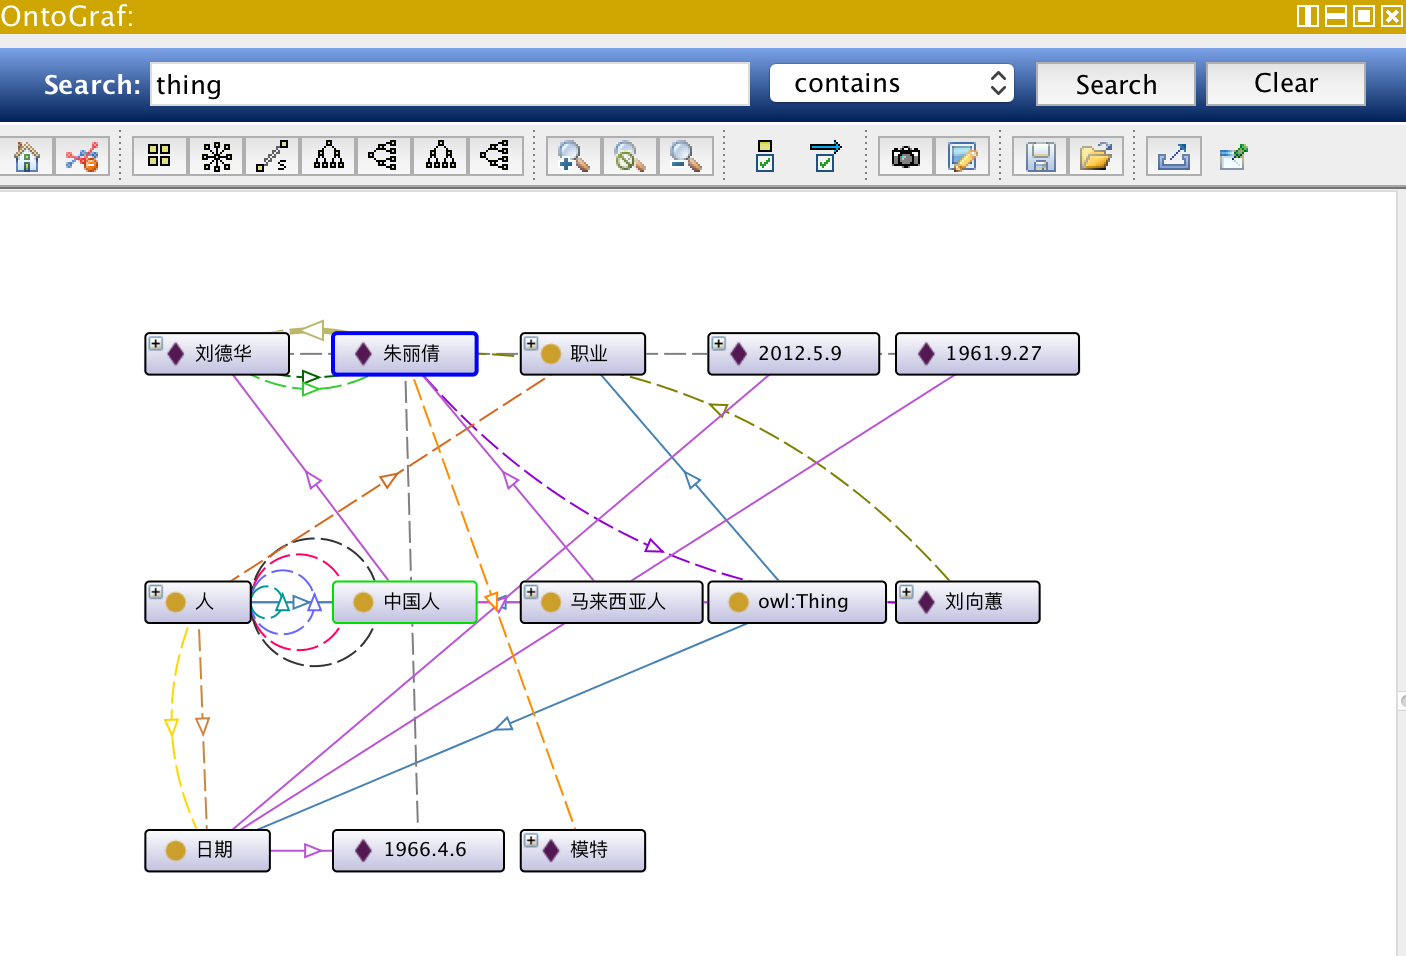 OntoGraf:
Search: thing contains Search Clear
刘德华 朱丽倩 职业 2012.5.9 1961.9.27
人 中国人 马来西亚人 owl:Thing 刘向蕙
日期 1966.4.6 模特